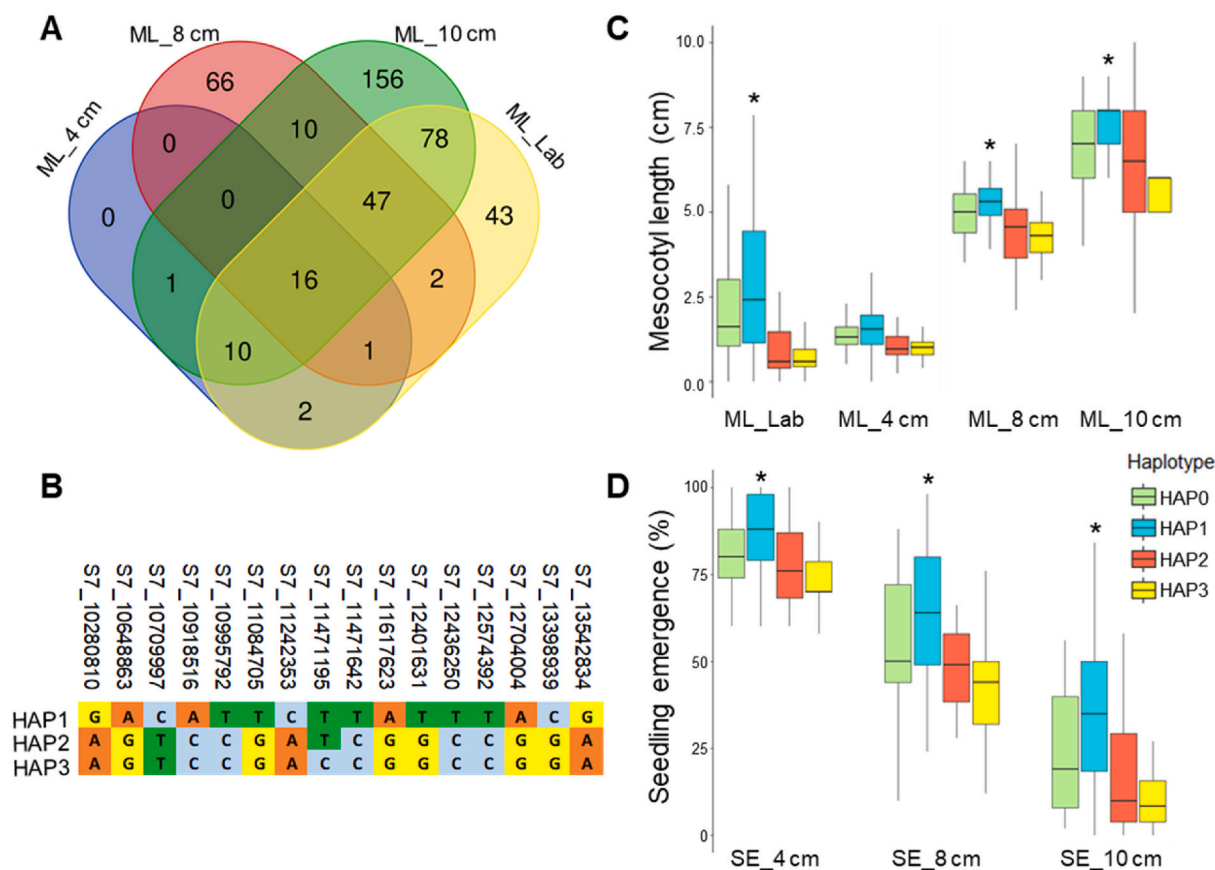 A
ML_8 cm
ML_10 cm
ML_4 cm
ML_Lab
66
156
0
10
78
0
0
47
43
1
16
2
10
1
2
B
S7_10280810
S7_10648863
S7_10709997
S7_10918516
S7_10995792
S7_11084705
S7_11242353
S7_11471195
S7_11471642
S7_11617623
S7_12401631
S7_12436250
S7_12574392
S7_12704004
S7_13398939
S7_13542834
HAP1 G A C A T T C T T A T T T A C G
HAP2 A G T C C G A T C G G C C G G A
HAP3 A G T C C G A C C G G C C G G A
C
Mesocotyl length (cm)
10.0
7.5
5.0
2.5
0.0
* * *
ML_Lab ML_4 cm ML_8 cm ML_10 cm
D
Seedling emergence (%)
100
75
50
25
0
* * *
SE_4 cm SE_8 cm SE_10 cm
Haplotype
HAP0
HAP1
HAP2
HAP3